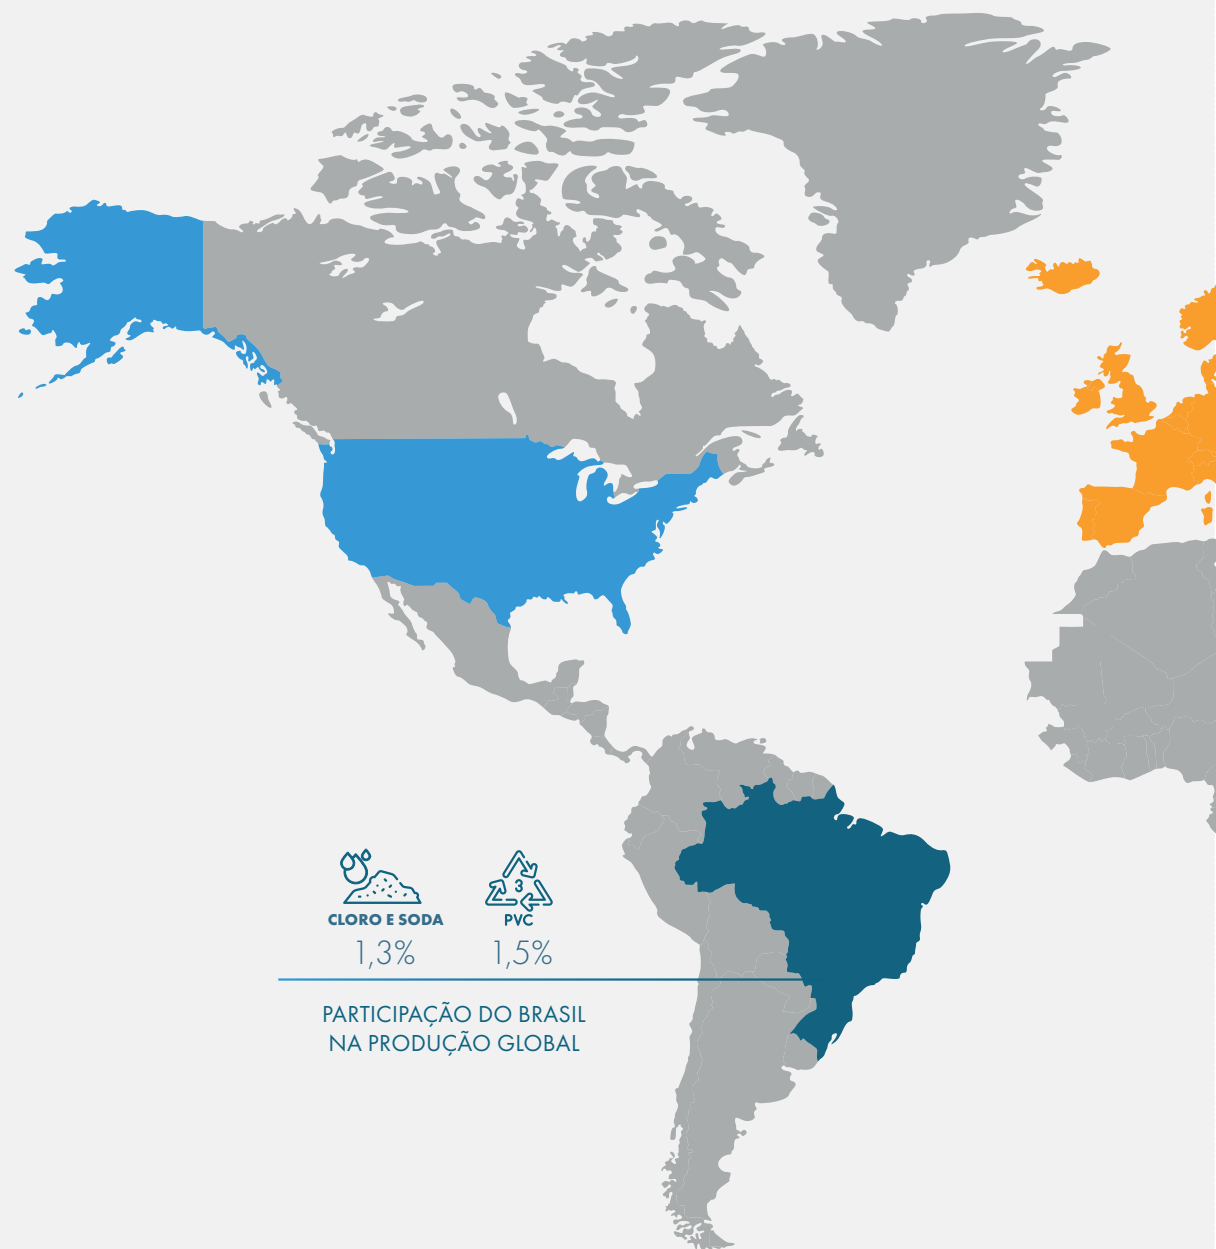 3
CLORO E SODA
PVC
1,3%
1,5%
PARTICIPAÇÃO DO BRASIL
NA PRODUÇÃO GLOBAL